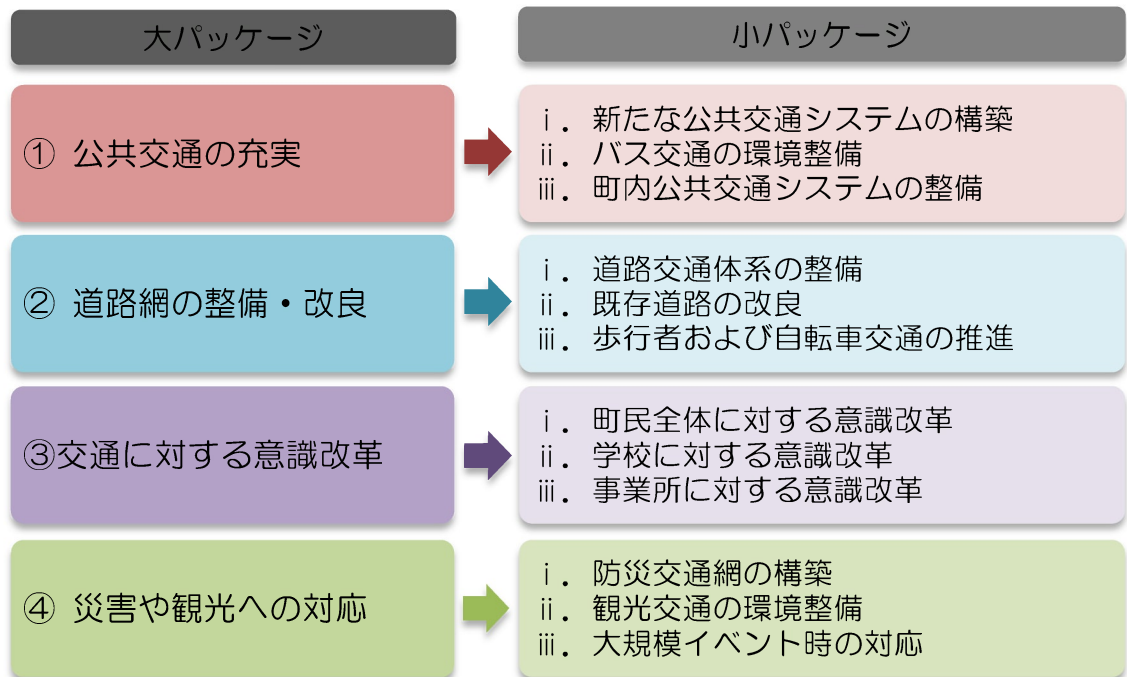 大パッケージ
小パッケージ
① 公共交通の充実
ⅰ．新たな公共交通システムの構築
ⅱ．バス交通の環境整備
ⅲ．町内公共交通システムの整備
② 道路網の整備・改良
ⅰ．道路交通体系の整備
ⅱ．既存道路の改良
ⅲ．歩行者および自転車交通の推進
③交通に対する意識改革
ⅰ．町民全体に対する意識改革
ⅱ．学校に対する意識改革
ⅲ．事業所に対する意識改革
④ 災害や観光への対応
ⅰ．防災交通網の構築
ⅱ．観光交通の環境整備
ⅲ．大規模イベント時の対応